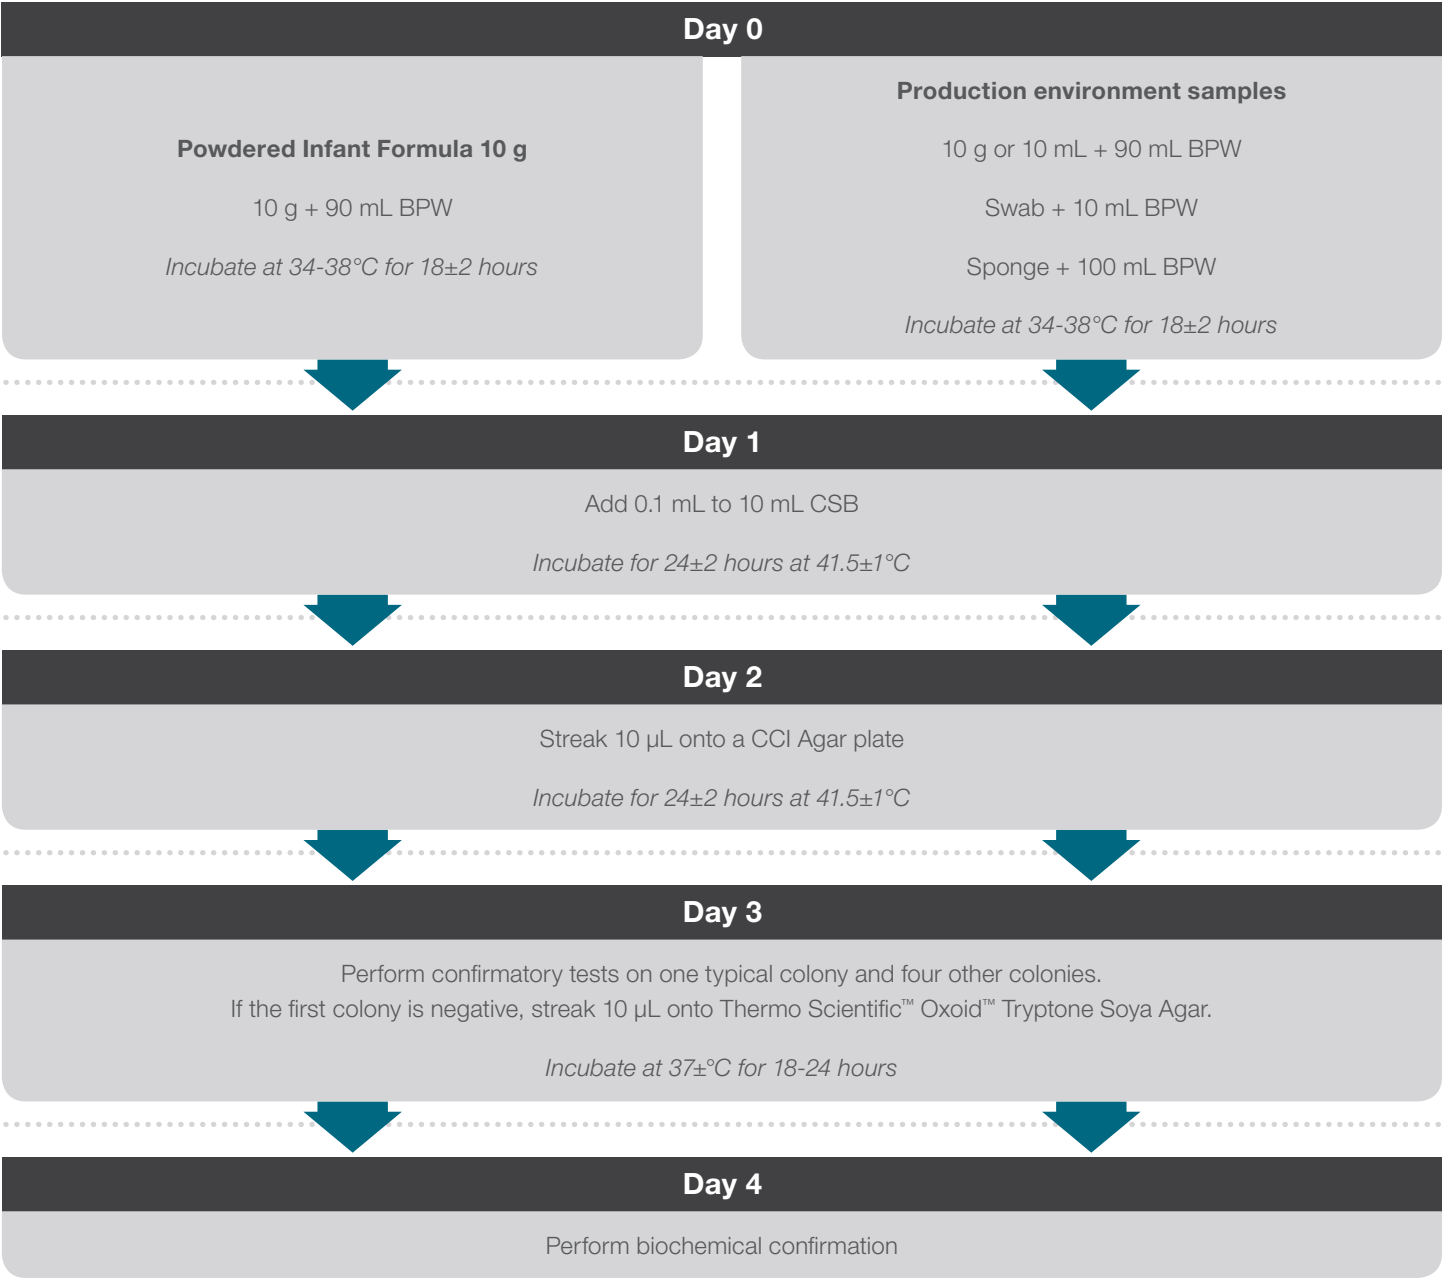 Day 0
Powdered Infant Formula 10 g
10 g + 90 mL BPW
Incubate at 34-38°C for 18±2 hours
Production environment samples
10 g or 10 mL + 90 mL BPW
Swab + 10 mL BPW
Sponge + 100 mL BPW
Incubate at 34-38°C for 18±2 hours
Day 1
Add 0.1 mL to 10 mL CSB
Incubate for 24±2 hours at 41.5±1°C
Day 2
Streak 10 µL onto a CCI Agar plate
Incubate for 24±2 hours at 41.5±1°C
Day 3
Perform confirmatory tests on one typical colony and four other colonies.
If the first colony is negative, streak 10 µL onto Thermo Scientific™ Oxoid™ Tryptone Soya Agar.
Incubate at 37±°C for 18-24 hours
Day 4
Perform biochemical confirmation